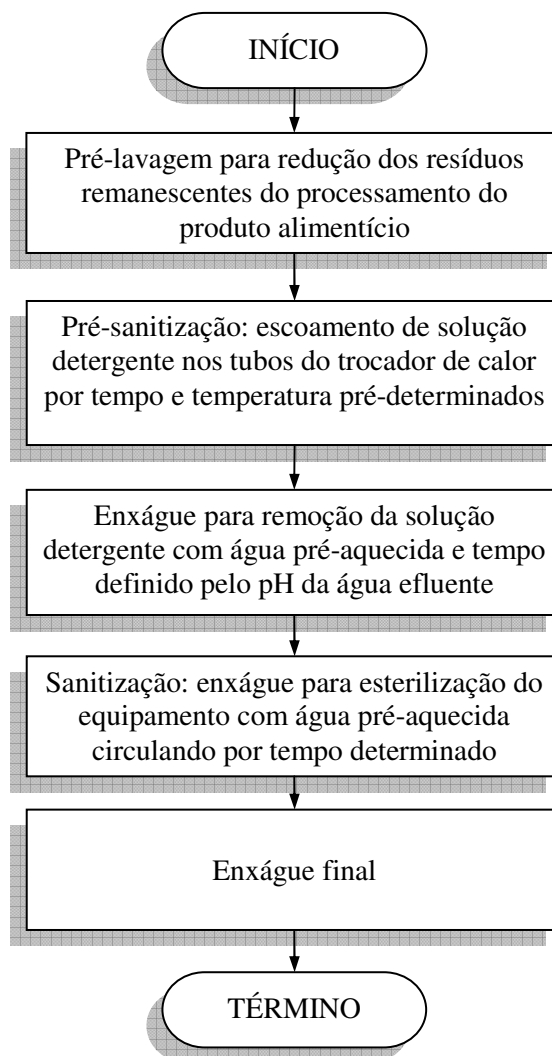 INÍCIO
Pré-lavagem para redução dos resíduos
remanescentes do processamento do
produto alimentício
Pré-sanitização: escoamento de solução
detergente nos tubos do trocador de calor
por tempo e temperatura pré-determinados
Enxágue para remoção da solução
detergente com água pré-aquecida e tempo
definido pelo pH da água efluente
Sanitização: enxágue para esterilização do
equipamento com água pré-aquecida
circulando por tempo determinado
Enxágue final
TÉRMINO